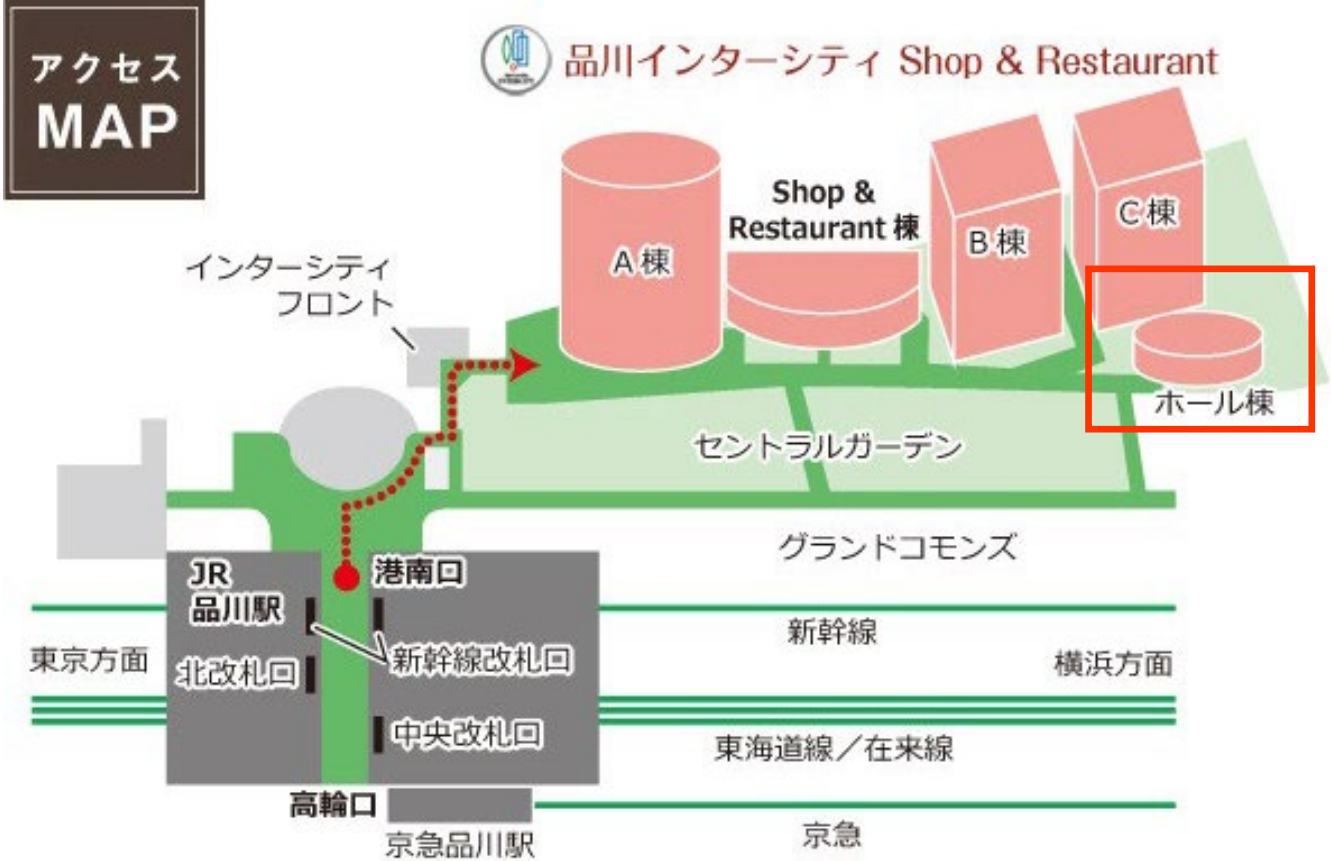 アクセス
MAP
品川インターシティ Shop & Restaurant
Shop &
Restaurant 棟
A棟
B棟
C棟
ホール棟
インターシティ
フロント
セントラルガーデン
グランドコモンズ
JR
品川駅
港南口
新幹線改札口
北改札口
中央改札口
東京方面
新幹線
横浜方面
東海道線／在来線
高輪口
京急品川駅
京急